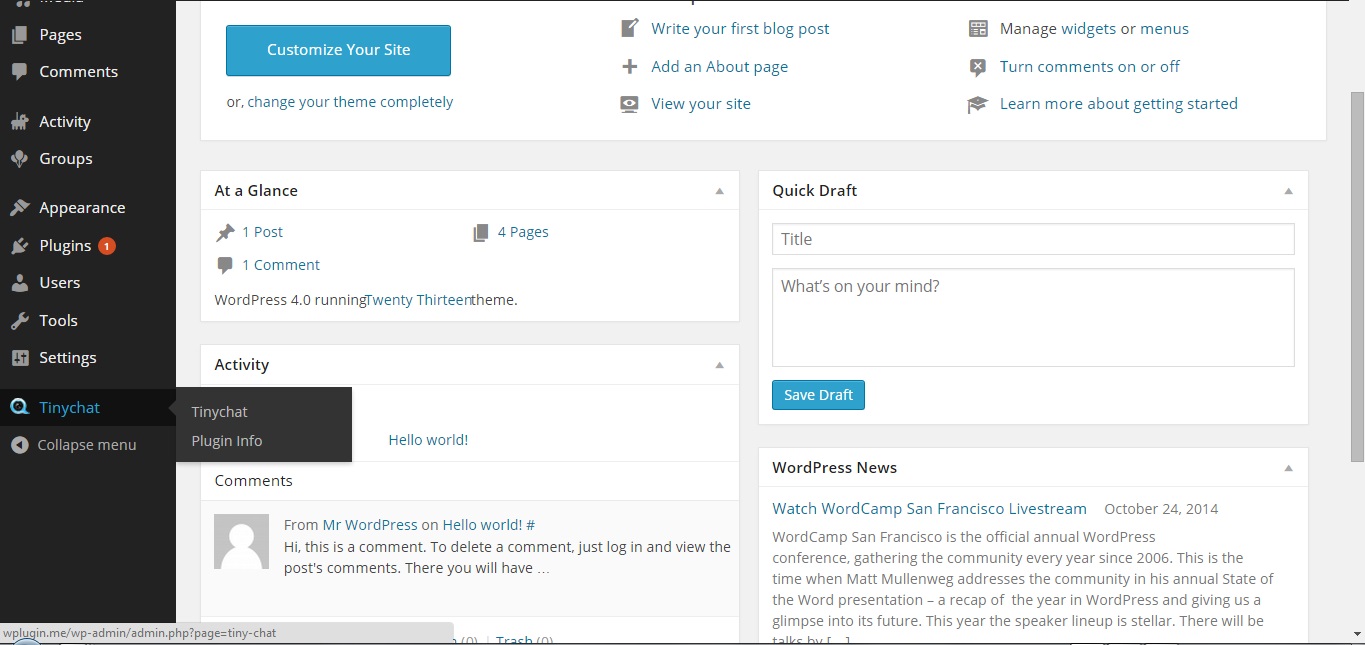 Media
Pages
Comments
Activity
Groups
Appearance
Plugins 1
Users
Tools
Settings
Tinychat
Collapse menu
Tinychat
Plugin Info
Customize Your Site
or, change your theme completely
Write your first blog post
Add an About page
View your site
Manage widgets or menus
Turn comments on or off
Learn more about getting started
At a Glance
1 Post
4 Pages
1 Comment
WordPress 4.0 running Twenty Thirteen theme.
Activity
Hello world!
Comments
From Mr WordPress on Hello world! #
Hi, this is a comment. To delete a comment, just log in and view the
post's comments. There you will have …
(0) | Trash (0)
Quick Draft
Title
What's on your mind?
Save Draft
WordPress News
Watch WordCamp San Francisco Livestream October 24, 2014
WordCamp San Francisco is the official annual WordPress
conference, gathering the community every year since 2006. This is the
time when Matt Mullenweg addresses the community in his annual State of
the Word presentation – a recap of the year in WordPress and giving us a
glimpse into its future. This year the speaker lineup is stellar. There will be
talks by […]
wplugin.me/wp-admin/admin.php?page=tiny-chat